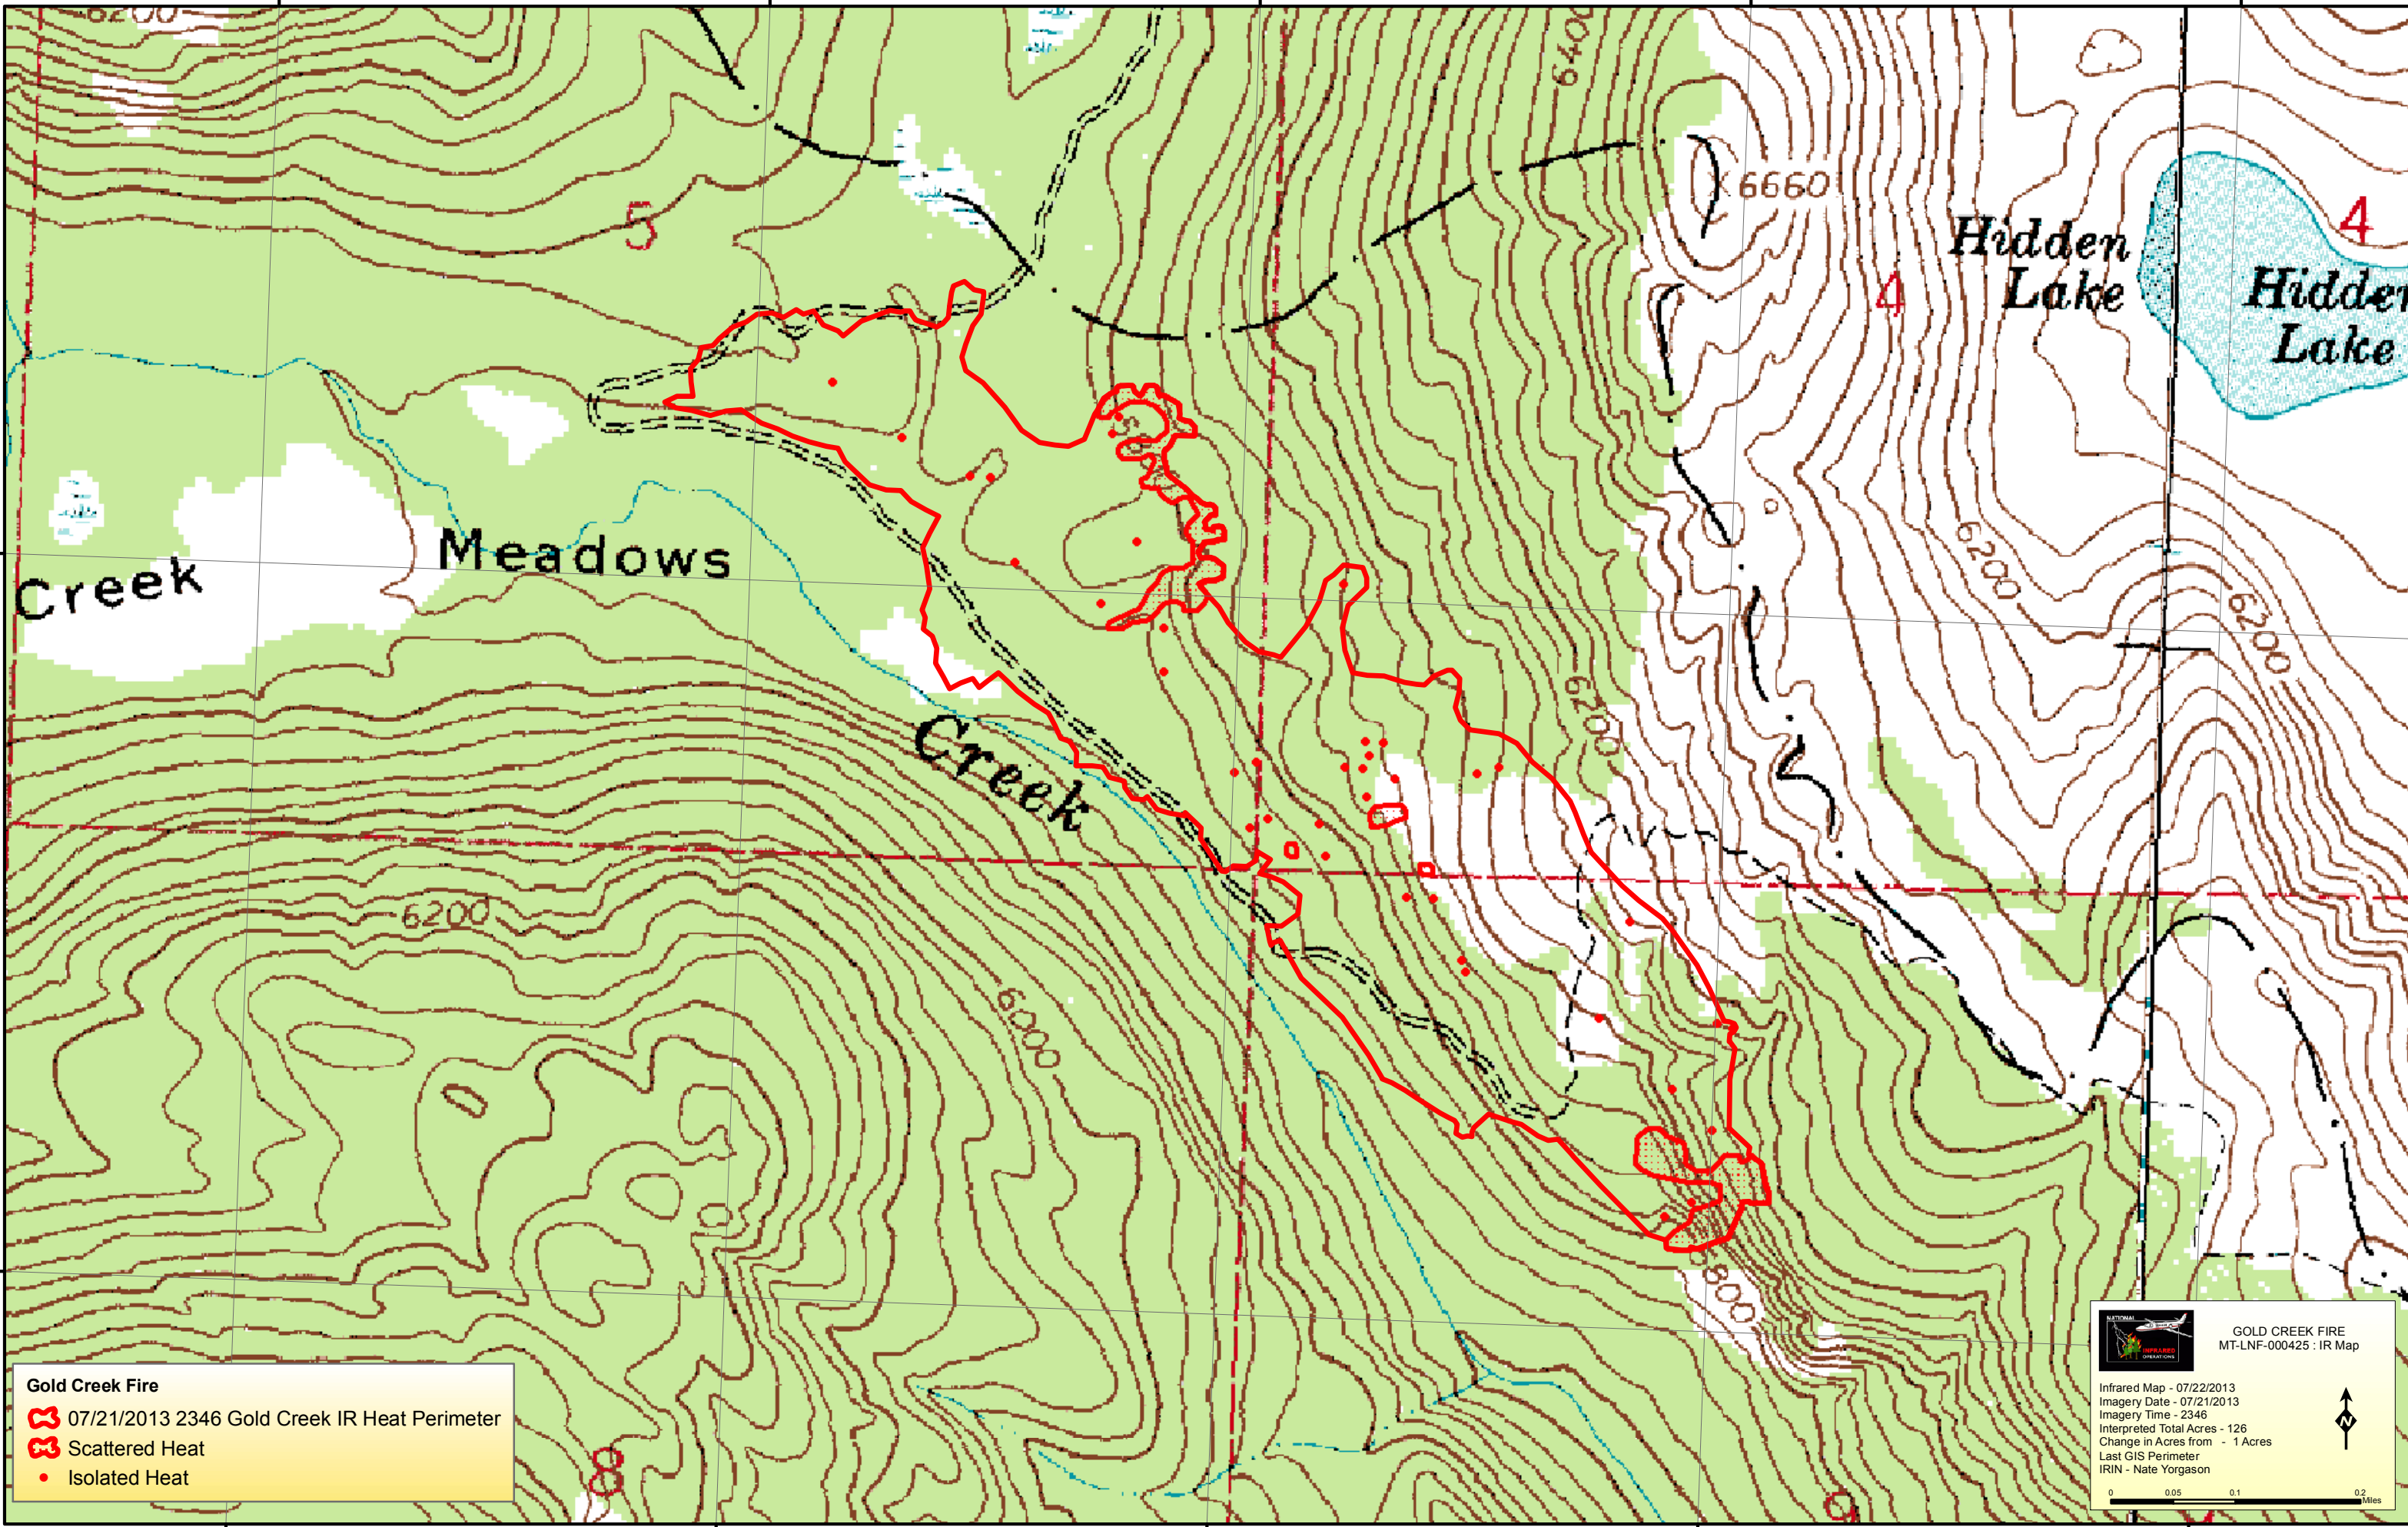 6200
6400
5
6660
Hidden
Lake
4
4
Hidden
Lake
Creek
Meadows
6200
6200
6200
Creek
6200
6000
800
8
9
Gold Creek Fire
07/21/2013 2346 Gold Creek IR Heat Perimeter
Scattered Heat
Isolated Heat
NATIONAL
INFRARED
OPERATIONS
GOLD CREEK FIRE
MT-LNF-000425 : IR Map
Infrared Map - 07/22/2013
Imagery Date - 07/21/2013
Imagery Time - 2346
Interpreted Total Acres - 126
Change in Acres from - 1 Acres
Last GIS Perimeter
IRIN - Nate Yorgason
N
0 0.05 0.1 0.2
Miles